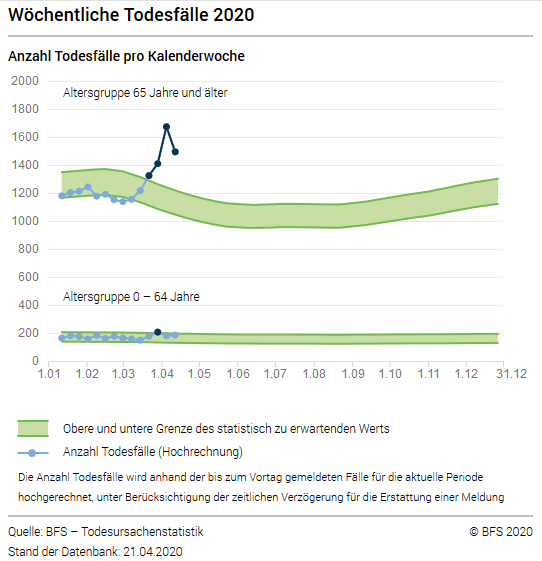 Wöchentliche Todesfälle 2020
Anzahl Todesfälle pro Kalenderwoche
2000
Altersgruppe 65 Jahre und älter
1800
1600
1400
1200
1000
800
600
Altersgruppe 0 – 64 Jahre
400
200
0
1.01 1.02 1.03 1.04 1.05 1.06 1.07 1.08 1.09 1.10 1.11 1.12 31.12
Obere und untere Grenze des statistisch zu erwartenden Werts
Anzahl Todesfälle (Hochrechnung)
Die Anzahl Todesfälle wird anhand der bis zum Vortag gemeldeten Fälle für die aktuelle Periode
hochgerechnet, unter Berücksichtigung der zeitlichen Verzögerung für die Erstattung einer Meldung
Quelle: BFS – Todesursachenstatistik © BFS 2020
Stand der Datenbank: 21.04.2020